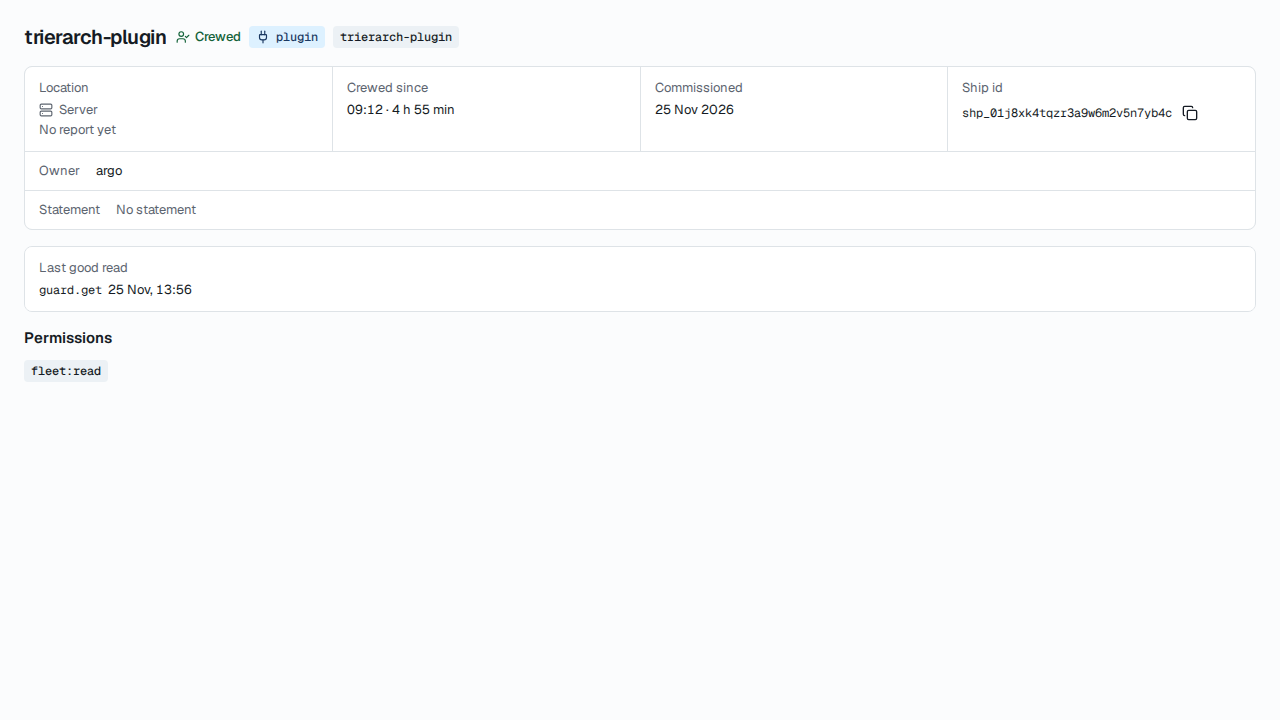 trierarch-plugin Crewed plugin trierarch-plugin
Location
Server
No report yet
Crewed since
09:12 · 4 h 55 min
Commissioned
25 Nov 2026
Ship id
shp_01j8xk4tqzr3a9w6m2v5n7yb4c
Owner argo
Statement No statement
Last good read
guard.get 25 Nov, 13:56
Permissions
fleet:read